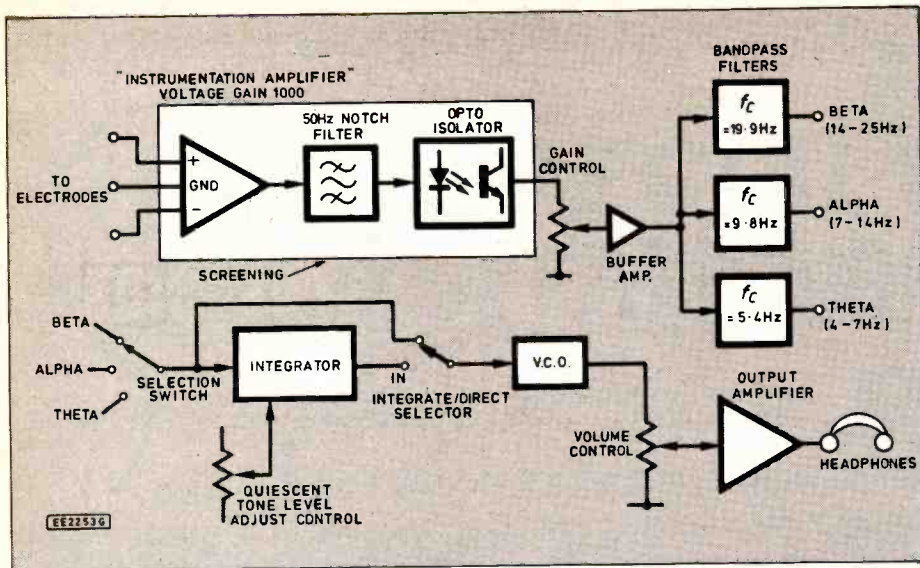 "INSTRUMENTATION AMPLIFIER"
VOLTAGE GAIN 1000
50Hz NOTCH
FILTER
OPTO
ISOLATOR
GAIN
CONTROL
BANDPASS
FILTERS
TO
ELECTRODES
+
GND
-
SCREENING
BUFFER
AMP.
fC
=19·9Hz
BETA
(14-25Hz)
fC
=9·8Hz
ALPHA
(7-14Hz)
fC
=5·4Hz
THETA
(4-7Hz)
BETA
ALPHA
THETA
SELECTION
SWITCH
INTEGRATOR
IN
INTEGRATE/DIRECT
SELECTOR
V.C.O.
QUIESCENT
TONE LEVEL
ADJUST CONTROL
VOLUME
CONTROL
OUTPUT
AMPLIFIER
HEADPHONES
EE2253G